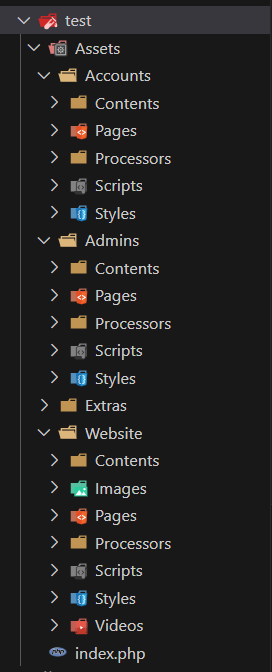 test
Assets
Accounts
Contents
Pages
Processors
Scripts
Styles
Admins
Contents
Pages
Processors
Scripts
Styles
Extras
Website
Contents
Images
Pages
Processors
Scripts
Styles
Videos
php index.php